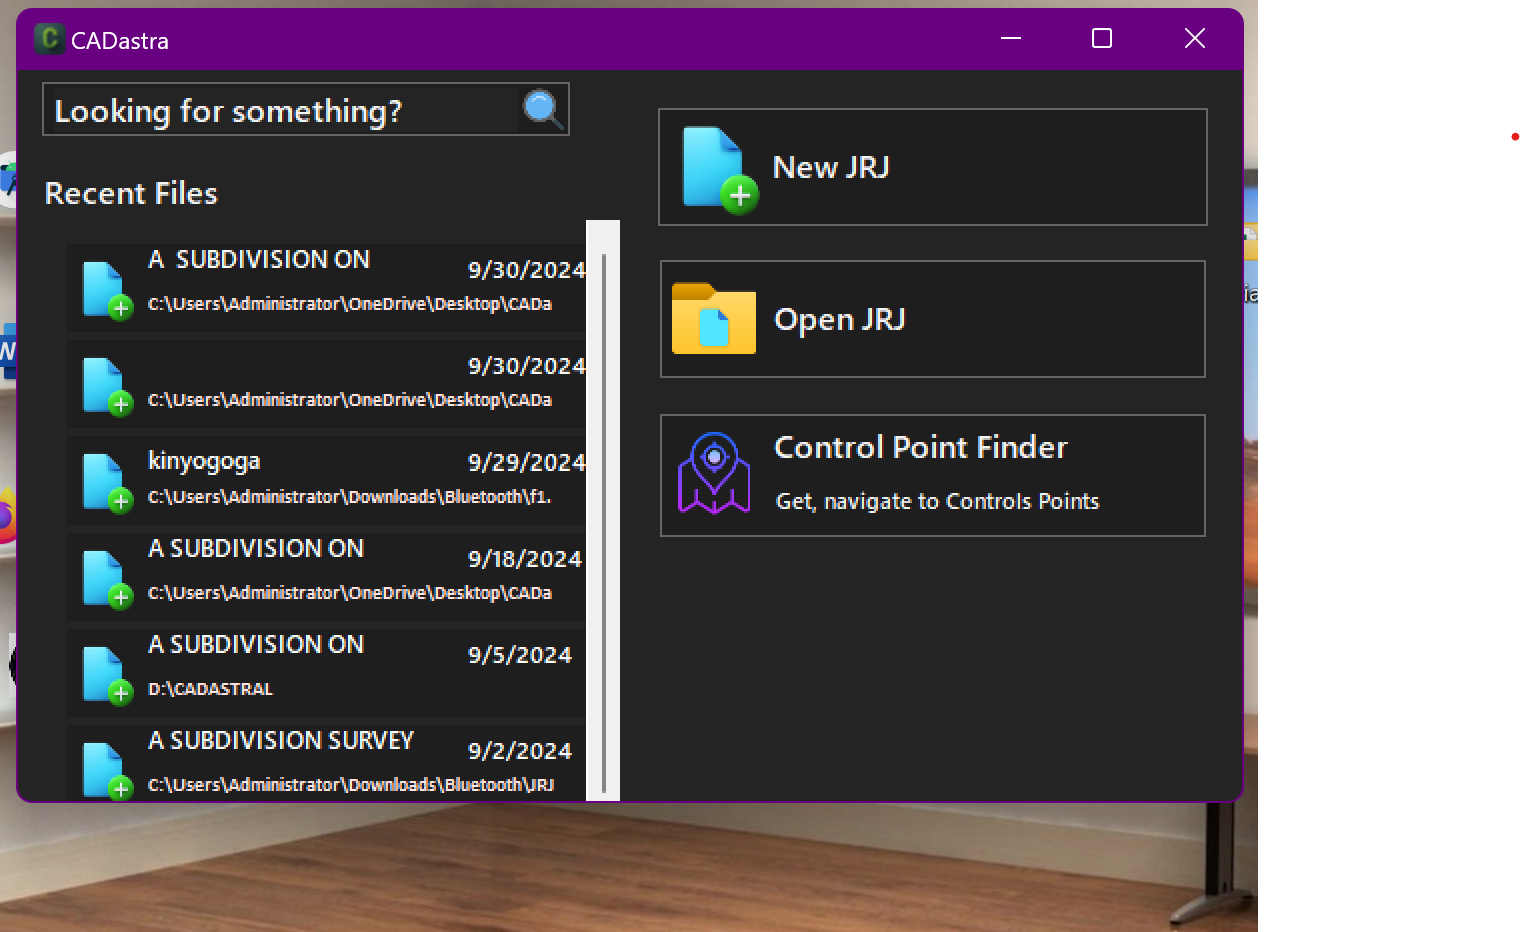 CADastra
Looking for something?
Recent Files
A  SUBDIVISION ON
9/30/2024
C:\Users\Administrator\OneDrive\Desktop\CADa
9/30/2024
C:\Users\Administrator\OneDrive\Desktop\CADa
kinyogoga
9/29/2024
C:\Users\Administrator\Downloads\Bluetooth\f1.
A SUBDIVISION ON
9/18/2024
C:\Users\Administrator\OneDrive\Desktop\CADa
A SUBDIVISION ON
9/5/2024
D:\CADASTRAL
A SUBDIVISION SURVEY
9/2/2024
C:\Users\Administrator\Downloads\Bluetooth\JRJ
New JRJ
Open JRJ
Control Point Finder
Get, navigate to Controls Points